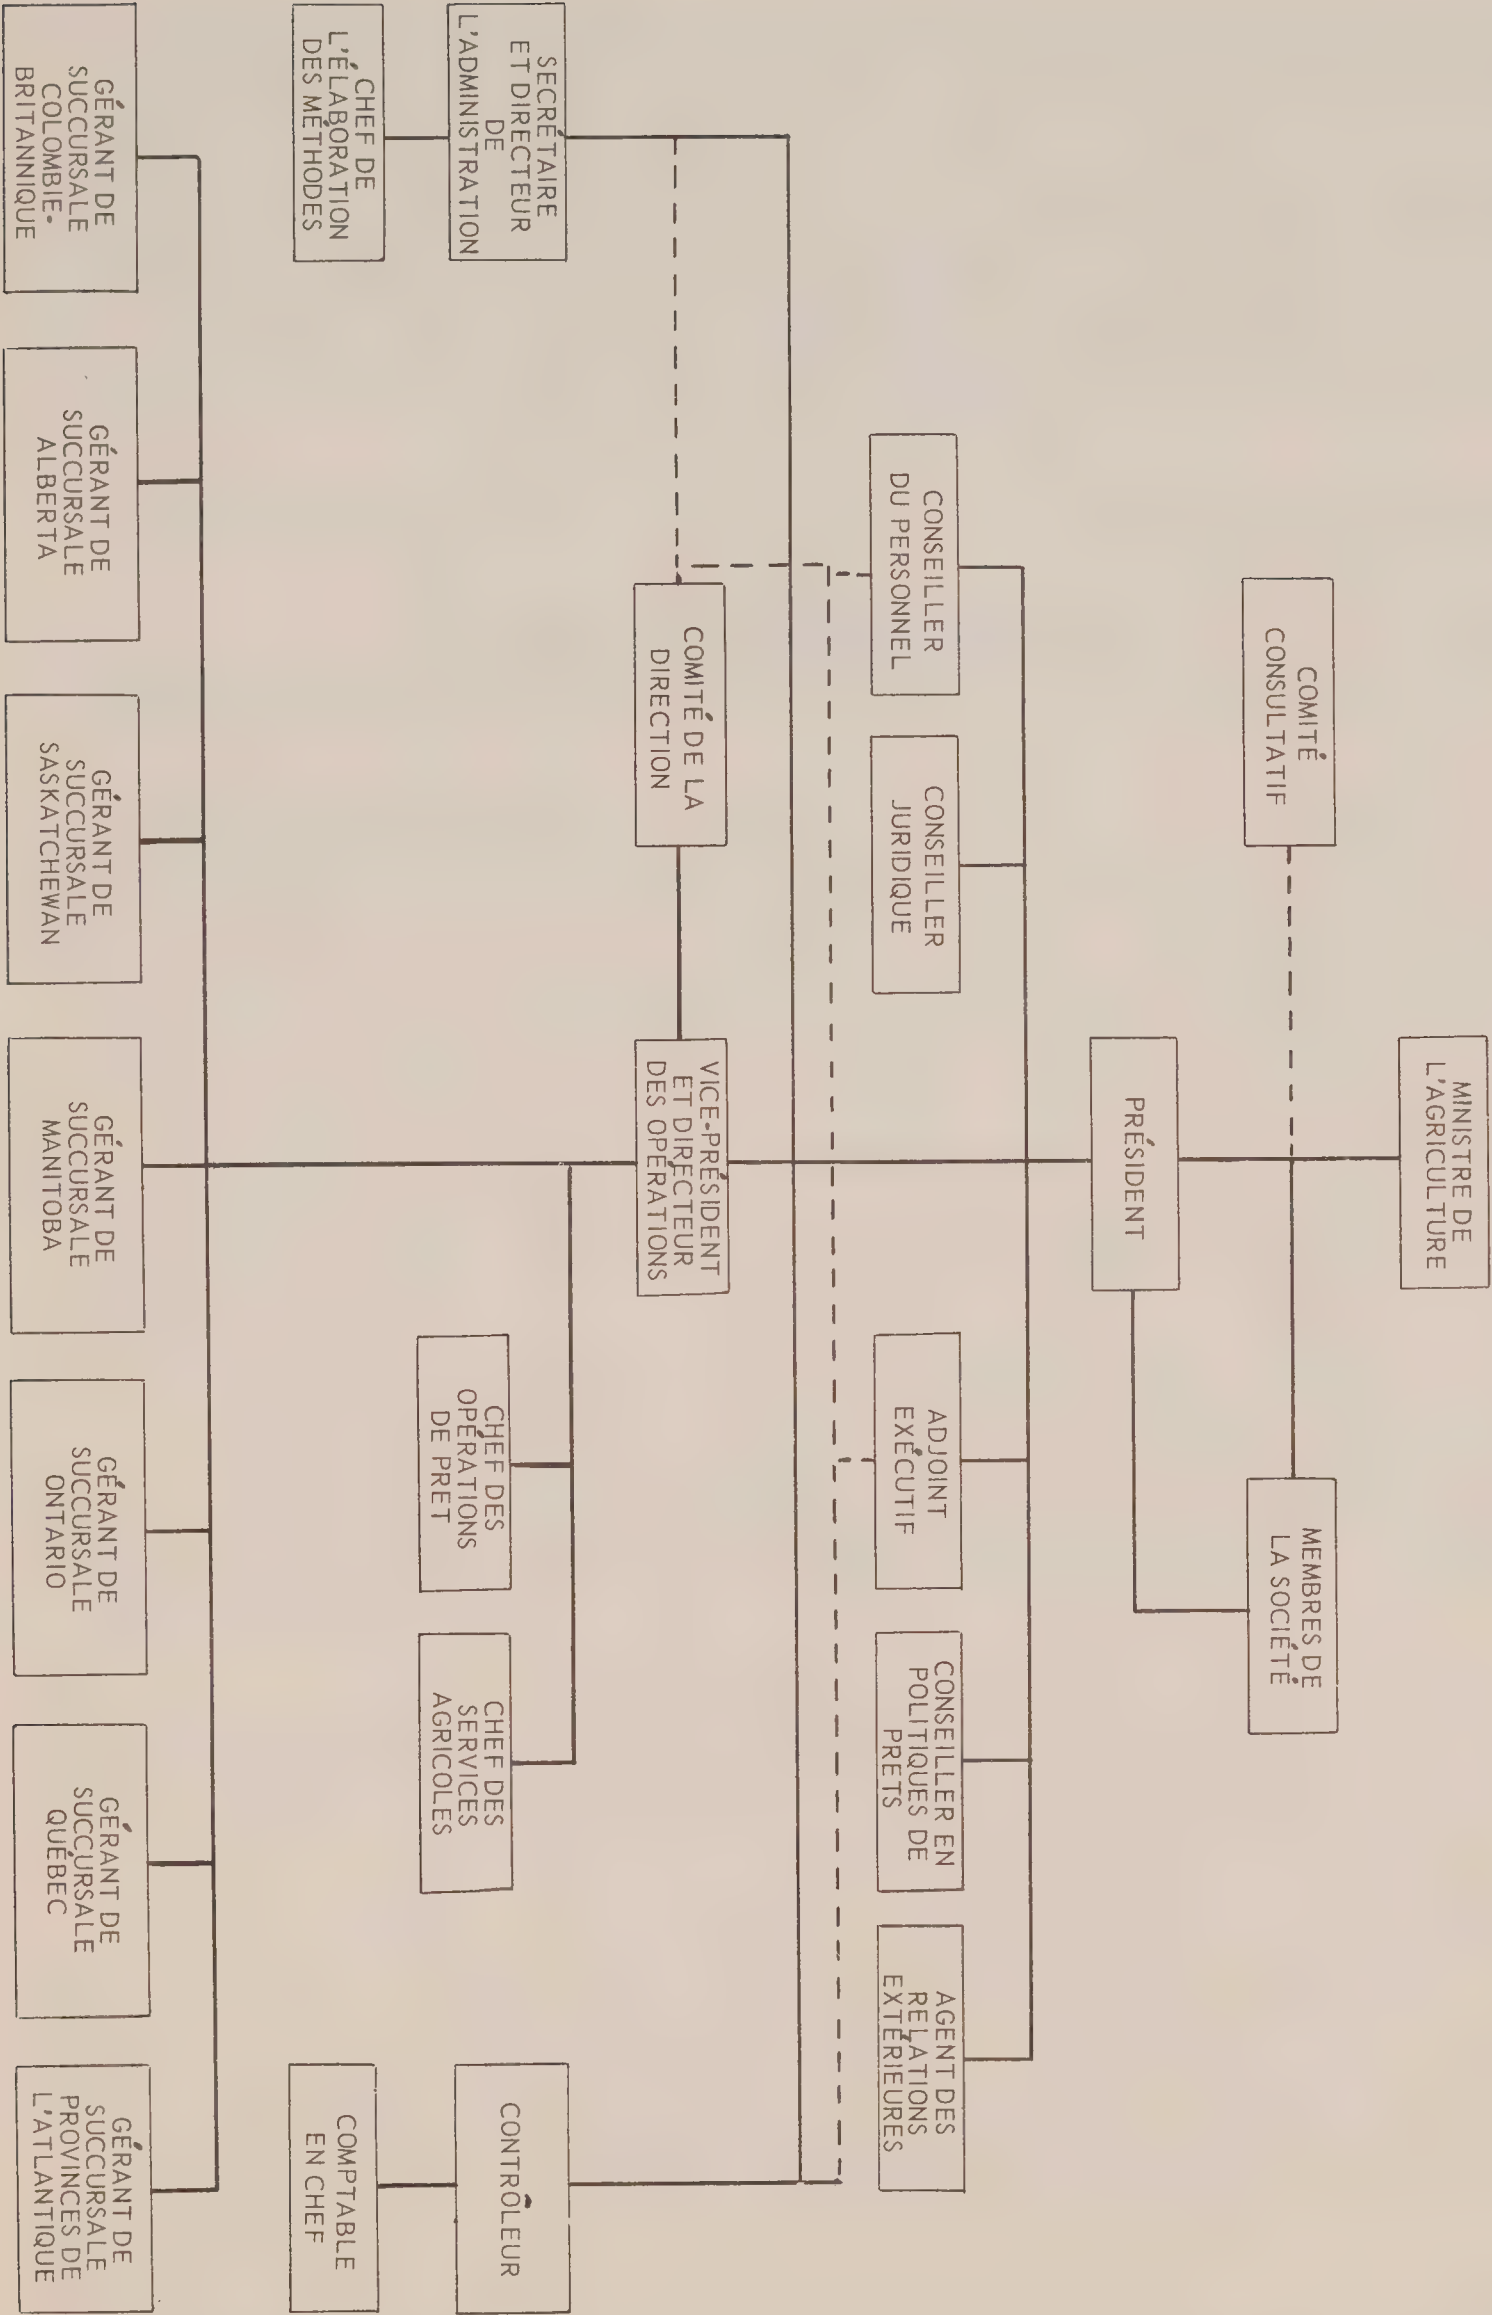 MINISTRE DE
L'AGRICULTURE
COMITÉ
CONSULTATIF
MEMBRES DE
LA SOCIÉTÉ
PRÉSIDENT
CONSEILLER
DU PERSONNEL
CONSEILLER
JURIDIQUE
ADJOINT
EXÉCUTIF
CONSEILLER EN
POLITIQUES DE
PRETS
AGENT DES
RELATIONS
EXTÉRIEURES
COMITÉ DE LA
DIRECTION
VICE-PRÉSIDENT
ET DIRECTEUR
DES OPÉRATIONS
SECRÉTAIRE
ET DIRECTEUR
DE
L'ADMINISTRATION
CHEF DES
OPÉRATIONS
DE PRET
CHEF DES
SERVICES
AGRICOLES
CONTRÔLEUR
CHEF DE
L'ÉLABORATION
DES MÉTHODES
COMPTABLE
EN CHEF
GÉRANT DE
SUCCURSALE
COLOMBIE-
BRITANNIQUE
GÉRANT DE
SUCCURSALE
ALBERTA
GÉRANT DE
SUCCURSALE
SASKATCHEWAN
GÉRANT DE
SUCCURSALE
MANITOBA
GÉRANT DE
SUCCURSALE
ONTARIO
GÉRANT DE
SUCCURSALE
QUÉBEC
GÉRANT DE
SUCCURSALE
PROVINCES DE
L'ATLANTIQUE